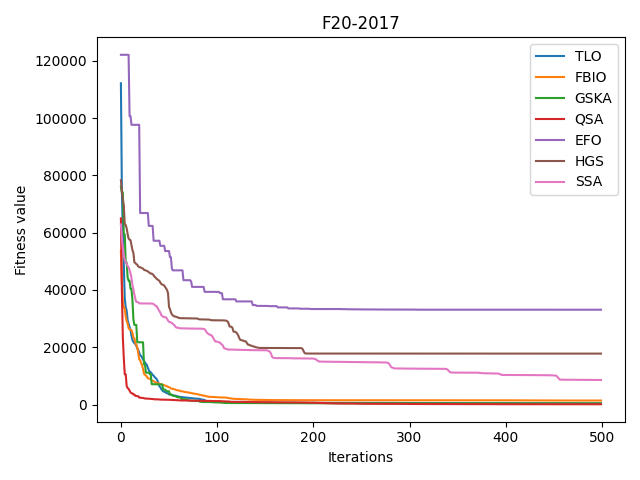 F20-2017
Fitness value
120000
100000
80000
60000
40000
20000
0
0 100 200 300 400 500
Iterations
TLO
FBIO
GSKA
QSA
EFO
HGS
SSA